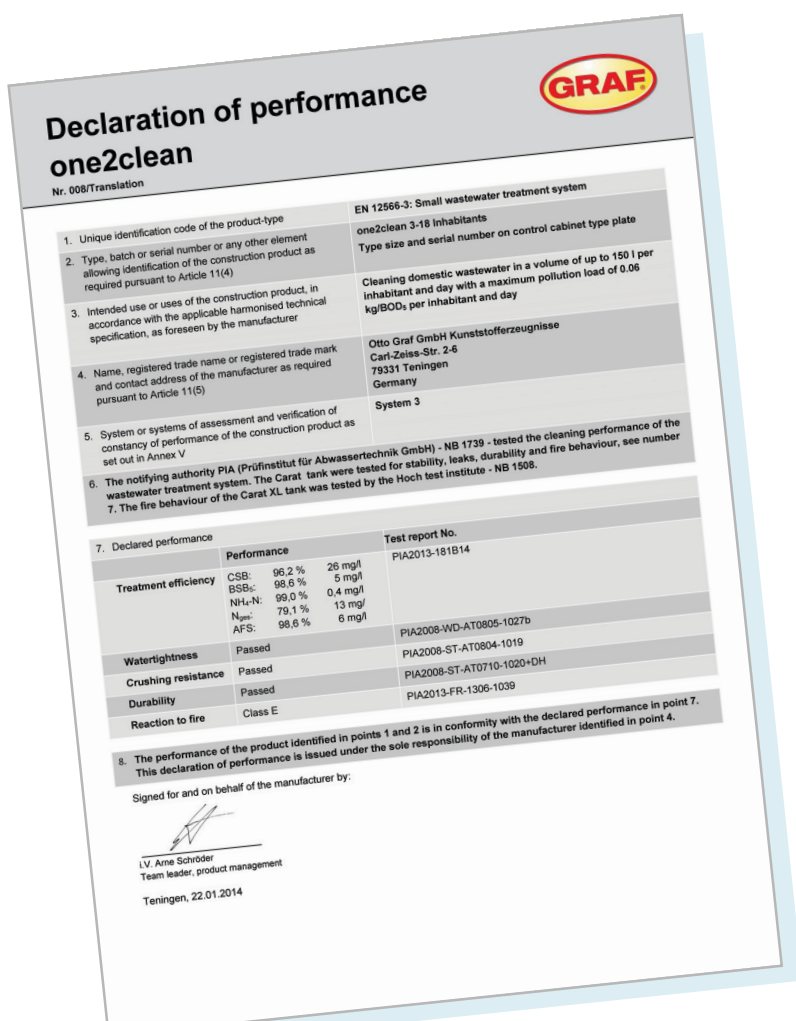 Declaration of performance
one2clean
Nr. 008/Translation
GRAF
1. Unique identification code of the product-type
EN 12566-3: Small wastewater treatment system
2. Type, batch or serial number or any other element
allowing identification of the construction product as
required pursuant to Article 11(4)
one2clean 3-18 Inhabitants
Type size and serial number on control cabinet type plate
3. Intended use or uses of the construction product, in
accordance with the applicable harmonised technical
specification, as foreseen by the manufacturer
Cleaning domestic wastewater in a volume of up to 150 l per
inhabitant and day with a maximum pollution load of 0.06
kg/BOD₅ per inhabitant and day
4. Name, registered trade name or registered trade mark
and contact address of the manufacturer as required
pursuant to Article 11(5)
Otto Graf GmbH Kunststofferzeugnisse
Carl-Zeiss-Str. 2-6
79331 Teningen
Germany
5. System or systems of assessment and verification of
constancy of performance of the construction product as
set out in Annex V
System 3
6. The notifying authority PIA (Prüfinstitut für Abwassertechnik GmbH) - NB 1739 - tested the cleaning performance of the
wastewater treatment system. The Carat tank were tested for stability, leaks, durability and fire behaviour, see number
7. The fire behaviour of the Carat XL tank was tested by the Hoch test institute - NB 1508.
7. Declared performance
Performance
Test report No.
Treatment efficiency
CSB: 96,2 % 26 mg/l
BSB₅: 98,6 % 5 mg/l
NH₄-N: 99,0 % 0,4 mg/l
Nges: 79,1 % 13 mg/
AFS: 98,6 % 6 mg/l
PIA2013-181B14
Watertightness Passed PIA2008-WD-AT0805-1027b
Crushing resistance Passed PIA2008-ST-AT0804-1019
Durability Passed PIA2008-ST-AT0710-1020+DH
Reaction to fire Class E PIA2013-FR-1306-1039
8. The performance of the product identified in points 1 and 2 is in conformity with the declared performance in point 7.
This declaration of performance is issued under the sole responsibility of the manufacturer identified in point 4.
Signed for and on behalf of the manufacturer by:
i.V. Arne Schröder
Team leader, product management
Teningen, 22.01.2014